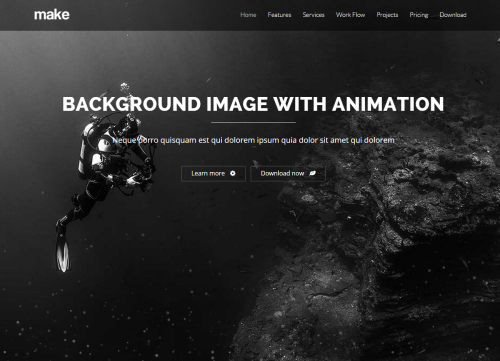 make
Home Features Services Work Flow Projects Pricing Download
BACKGROUND IMAGE WITH ANIMATION
Neque porro quisquam est qui dolorem ipsum quia dolor sit amet qui dolorem
Learn more
Download now